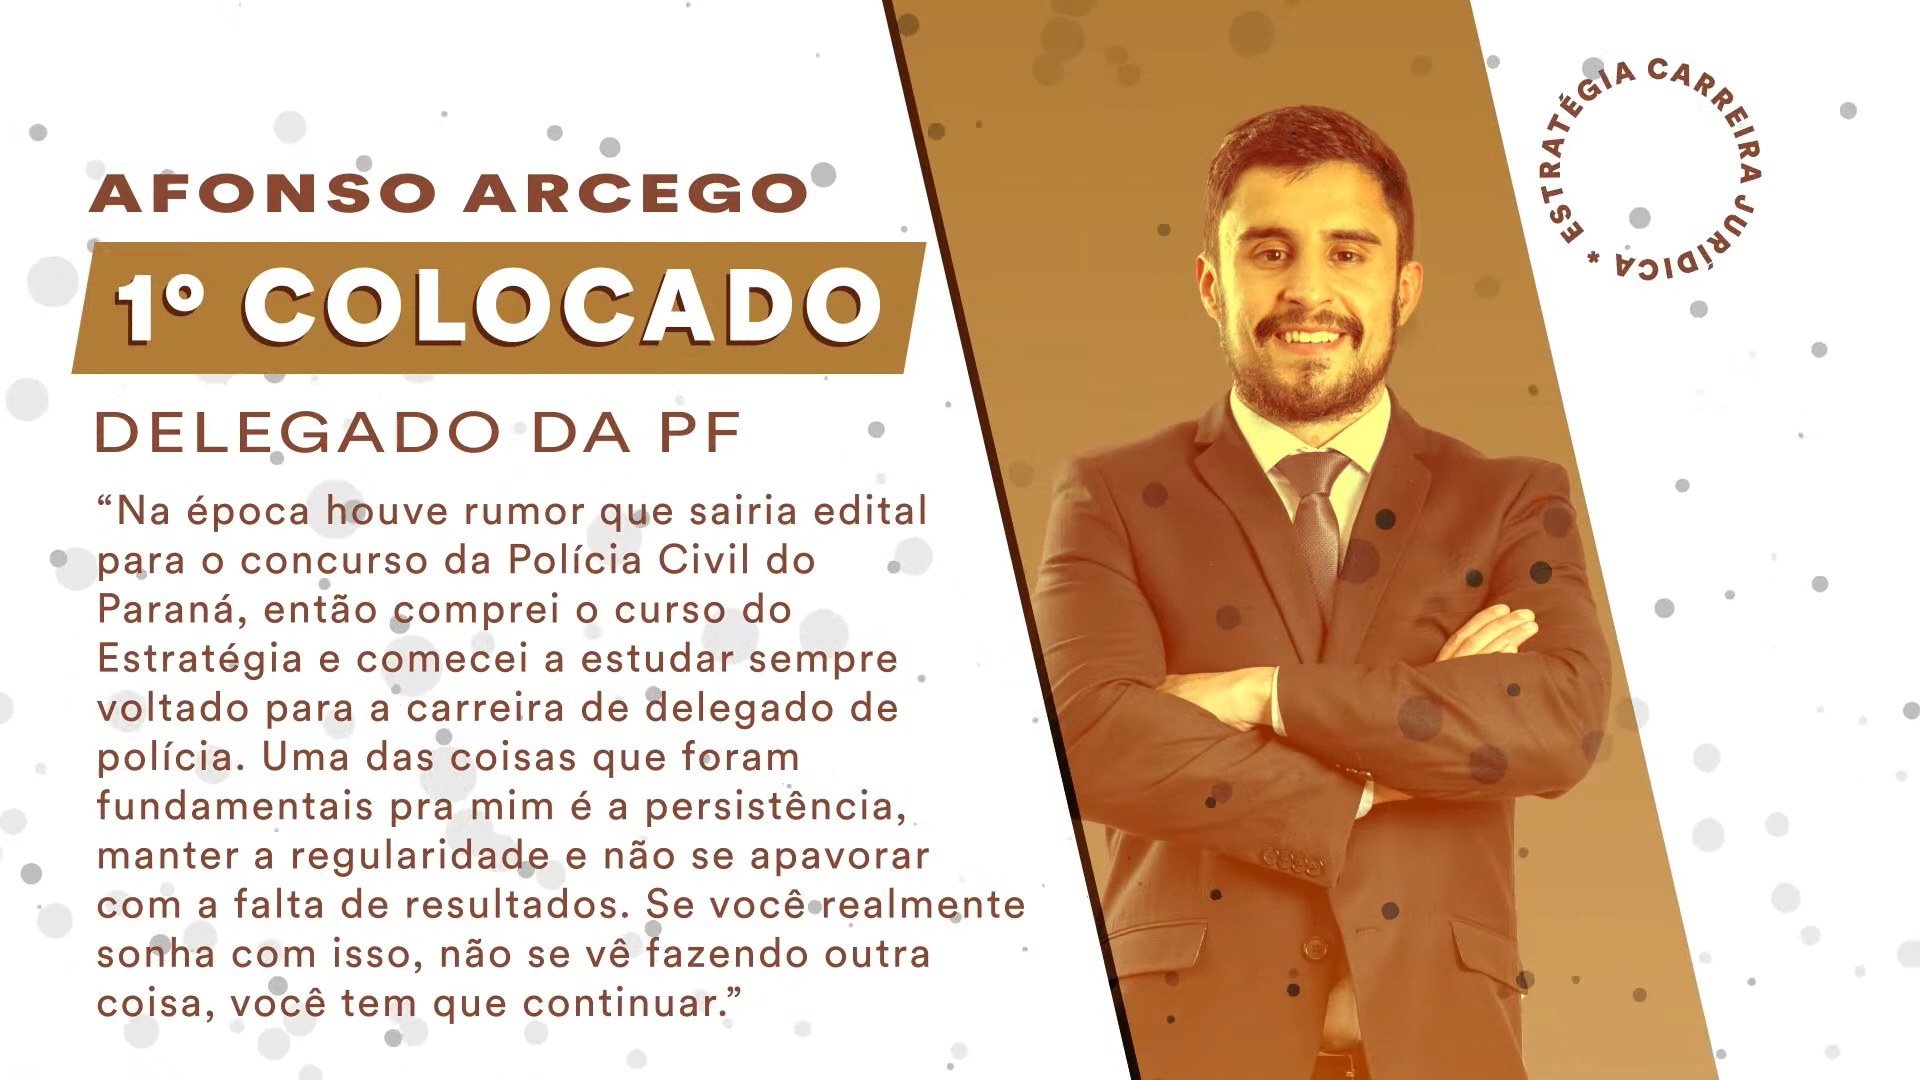 AFONSO ARCEGO
1º COLOCADO
DELEGADO DA PF
“Na época houve rumor que sairia edital
para o concurso da Polícia Civil do
Paraná, então comprei o curso do
Estratégia e comecei a estudar sempre
voltado para a carreira de delegado de
polícia. Uma das coisas que foram
fundamentais pra mim é a persistência,
manter a regularidade e não se apavorar
com a falta de resultados. Se você realmente
sonha com isso, não se vê fazendo outra
coisa, você tem que continuar.”
* ESTRATÉGIA CARREIRA JURÍDICA